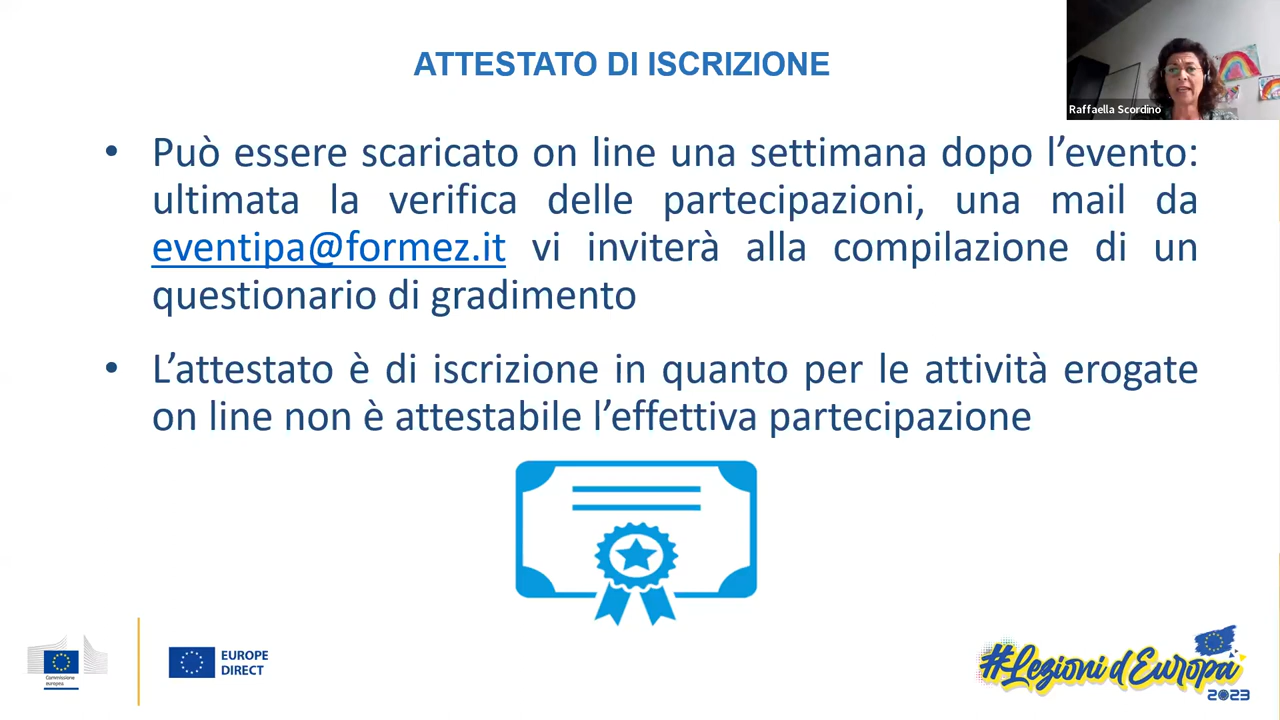 ATTESTATO DI ISCRIZIONE
Raffaella Scordino
• Può essere scaricato on line una settimana dopo l’evento:
ultimata la verifica delle partecipazioni, una mail da
eventipa@formez.it vi inviterà alla compilazione di un
questionario di gradimento
• L’attestato è di iscrizione in quanto per le attività erogate
on line non è attestabile l’effettiva partecipazione
Commissione
europea
EUROPE
DIRECT
#Lezioni d'Europa
2023